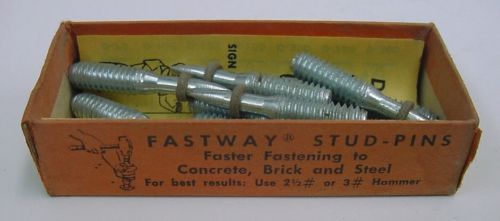 SIGN
D
FASTWAY® STUD-PINS
Faster Fastening to
Concrete, Brick and Steel
For best results: Use 2½# or 3# Hammer